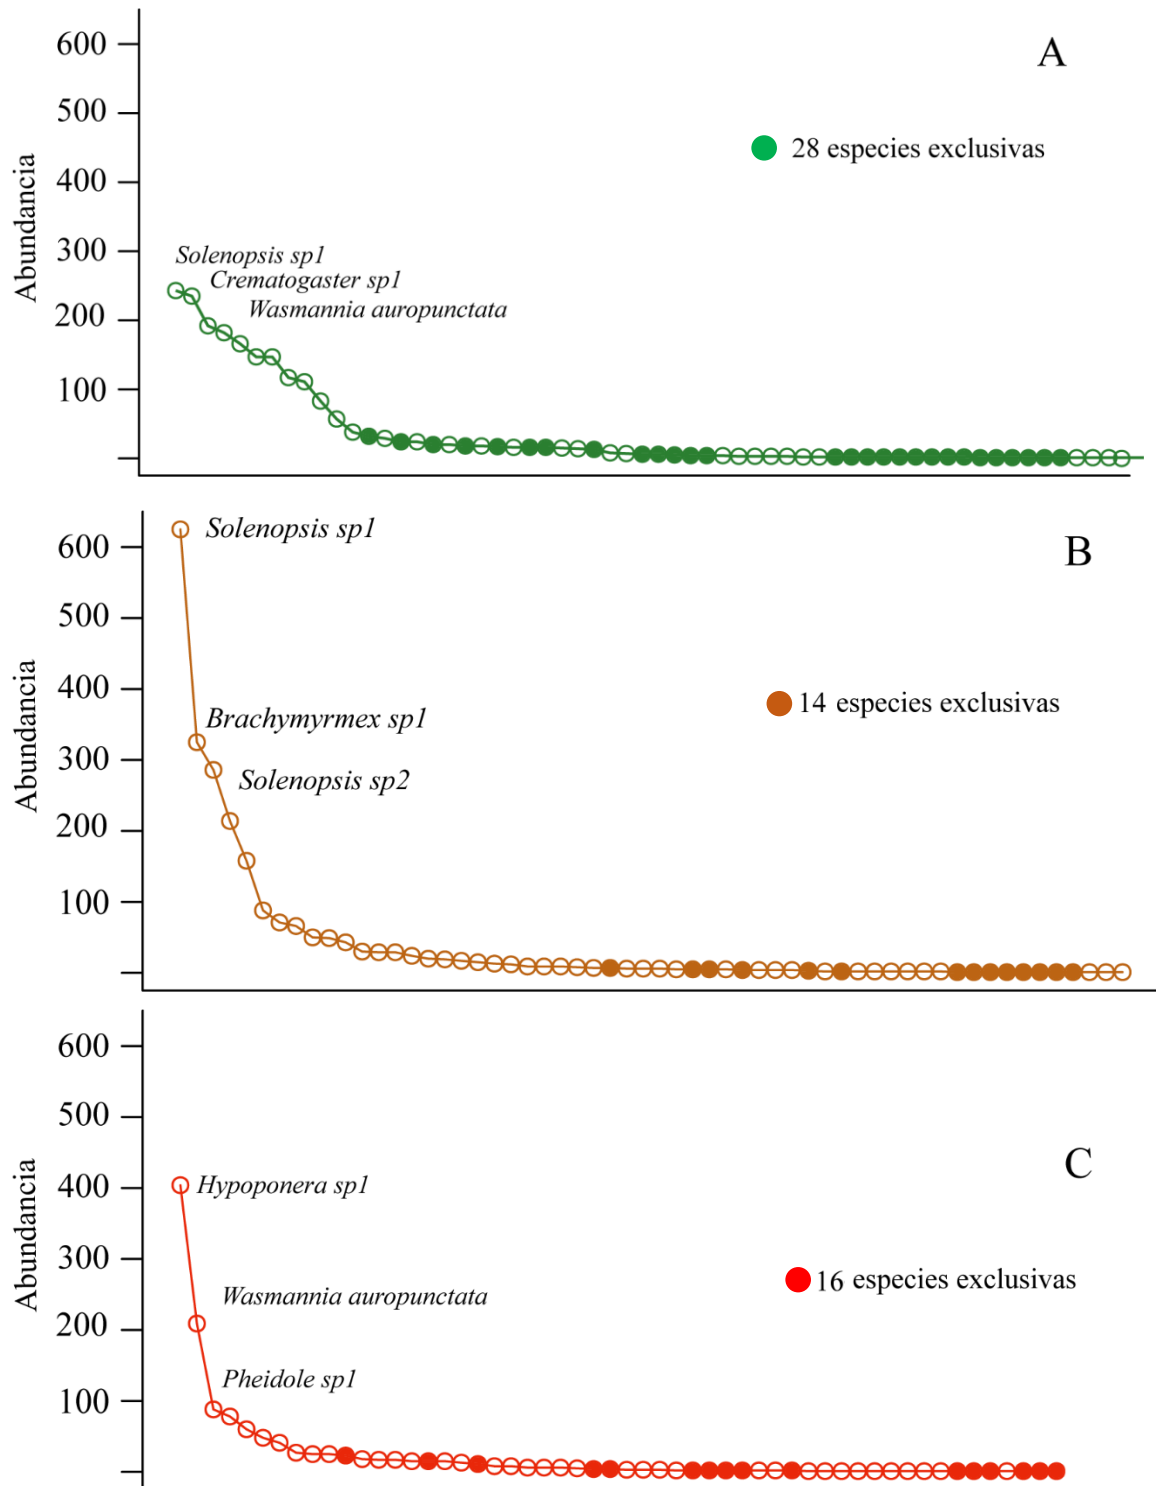 A
600
500
400
300
200
100
Abundancia
28 especies exclusivas
Solenopsis sp1
Crematogaster sp1
Wasmannia auropunctata
B
600
500
400
300
200
100
Abundancia
Solenopsis sp1
14 especies exclusivas
Brachymyrmex sp1
Solenopsis sp2
C
600
500
400
300
200
100
Abundancia
Hypoponera sp1
16 especies exclusivas
Wasmannia auropunctata
Pheidole sp1